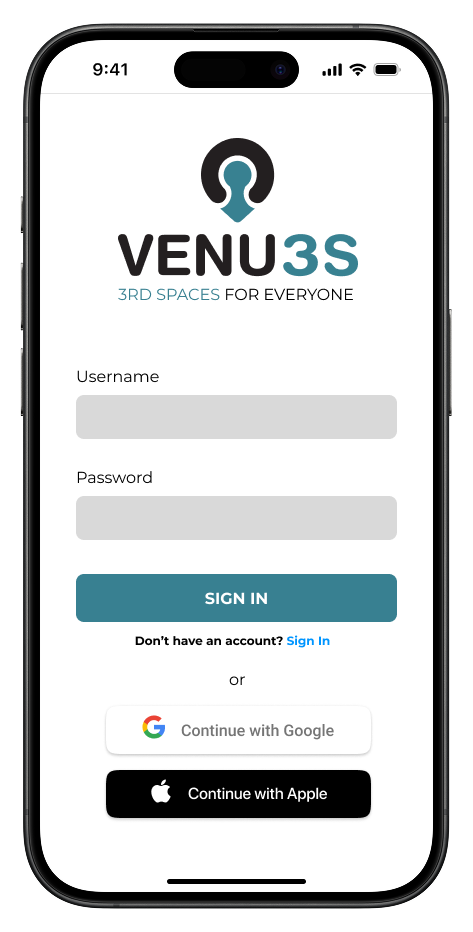 9:41
VENU3S
3RD SPACES FOR EVERYONE
Username
Password
SIGN IN
Don’t have an account? Sign In
or
Continue with Google
Continue with Apple